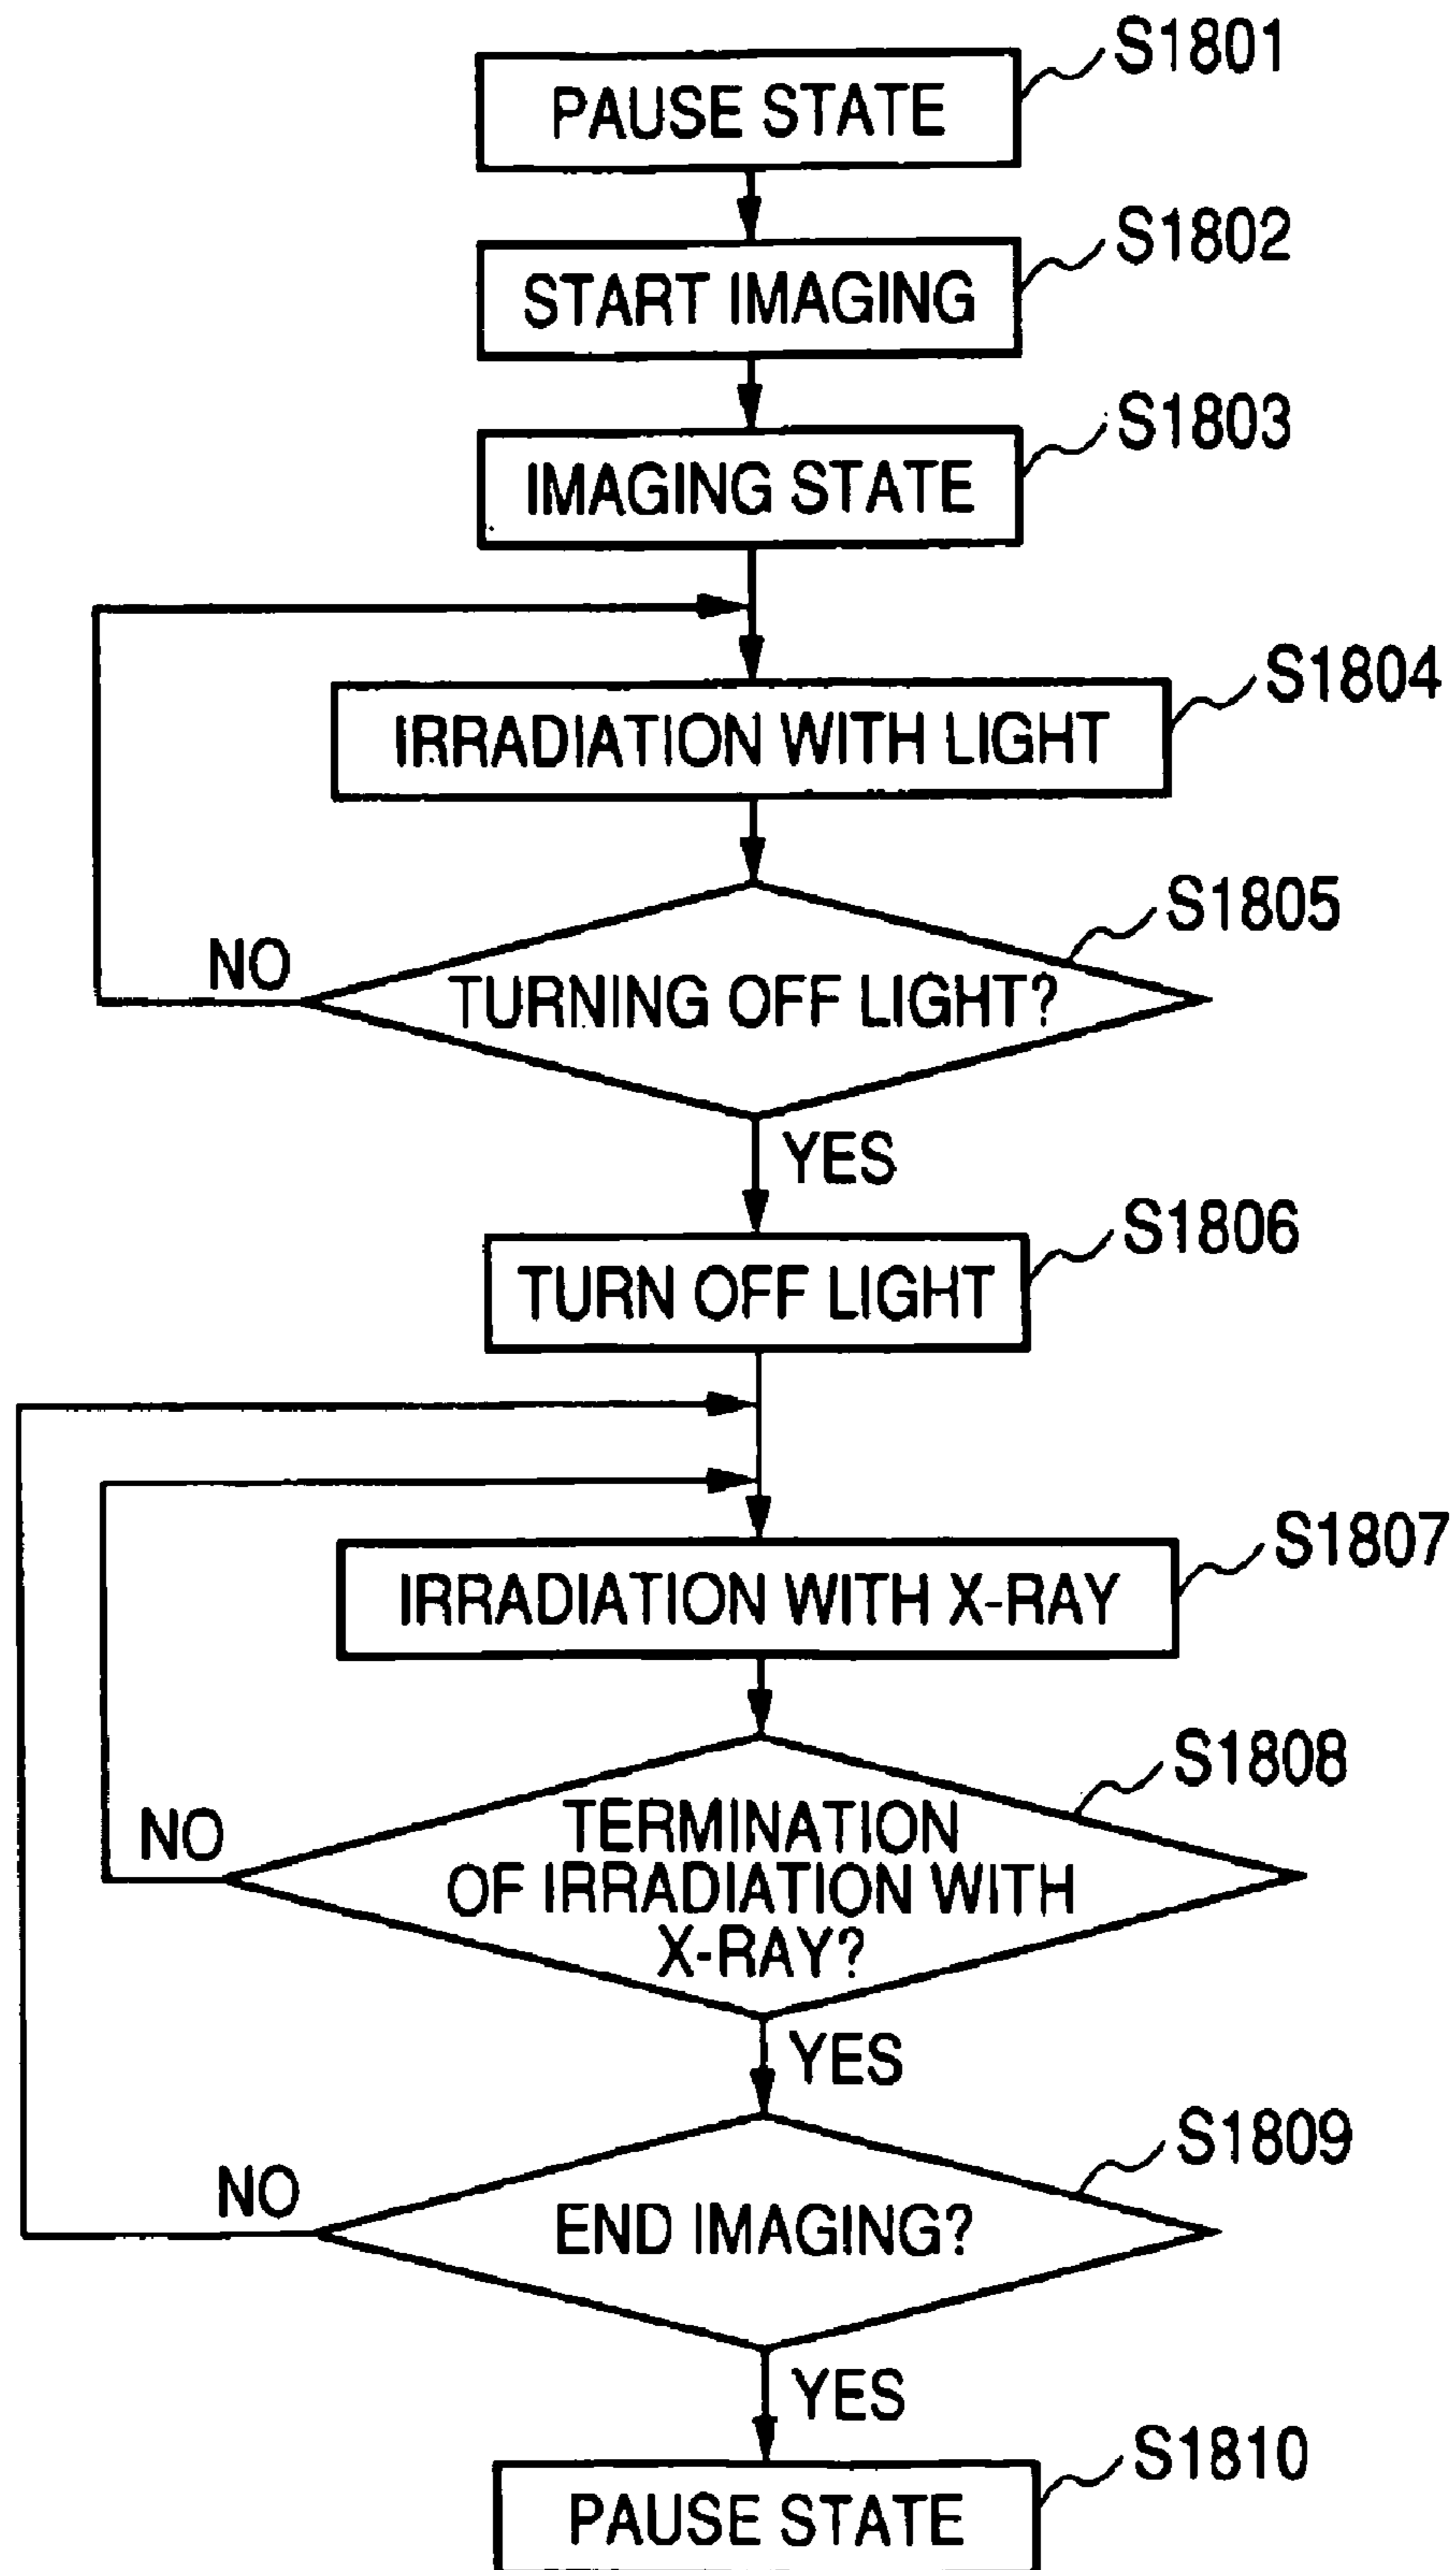 S1801
PAUSE STATE
S1802
START IMAGING
S1803
IMAGING STATE
S1804
IRRADIATION WITH LIGHT
S1805
NO
TURNING OFF LIGHT?
YES
S1806
TURN OFF LIGHT
S1807
IRRADIATION WITH X-RAY
S1808
NO
TERMINATION
OF IRRADIATION WITH
X-RAY?
YES
S1809
NO
END IMAGING?
YES
S1810
PAUSE STATE